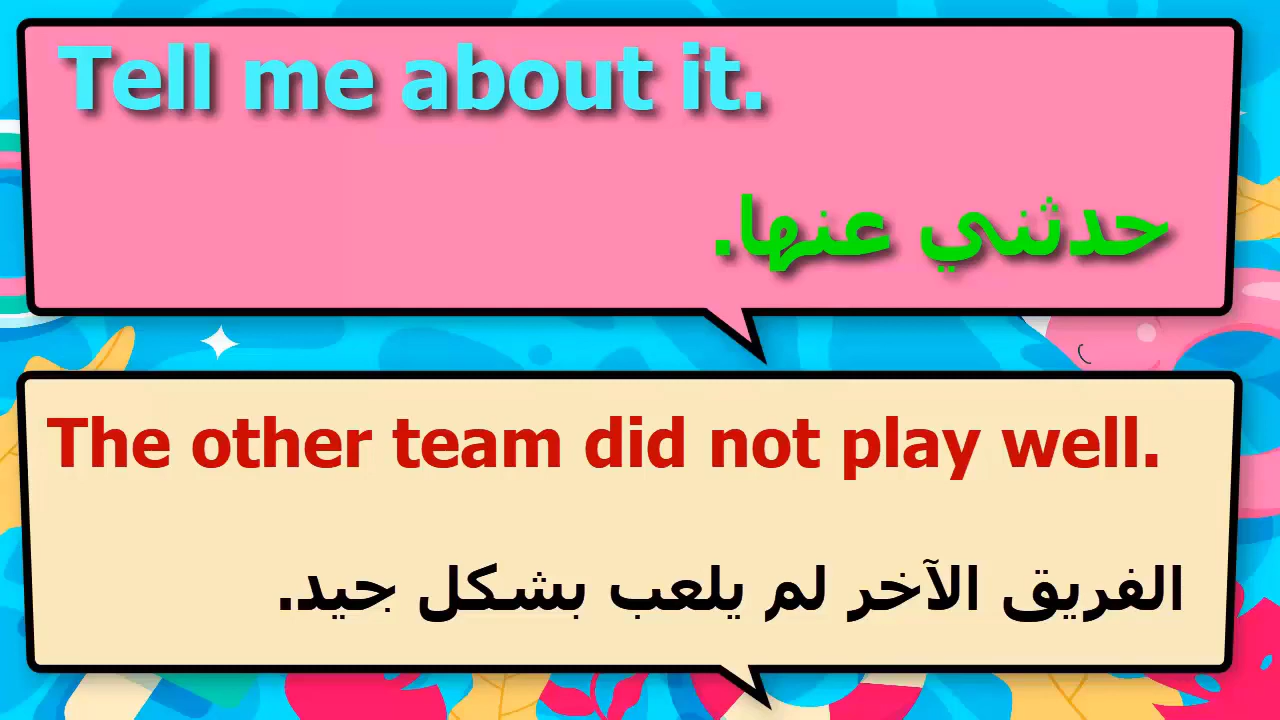 Tell me about it.
حدثني عنها.
The other team did not play well.
الفريق الآخر لم يلعب بشكل جيد.